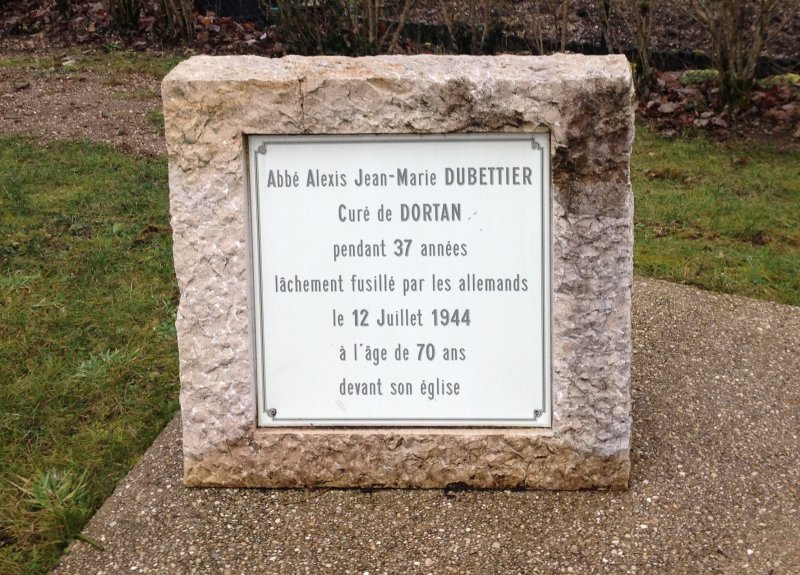 Abbé Alexis Jean-Marie DUBETTIER
Curé de DORTAN
pendant 37 années
lâchement fusillé par les allemands
le 12 Juillet 1944
à l'âge de 70 ans
devant son église